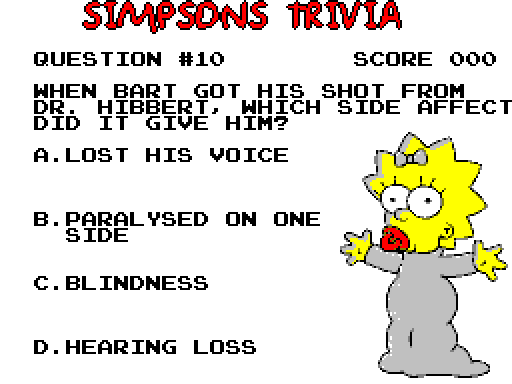 SIMPSONS TRIVIA
QUESTION #10 SCORE 000
WHEN BART GOT HIS SHOT FROM
DR. HIBBERT, WHICH SIDE AFFECT
DID IT GIVE HIM?
A.LOST HIS VOICE
B.PARALYSED ON ONE
SIDE
C.BLINDNESS
D.HEARING LOSS